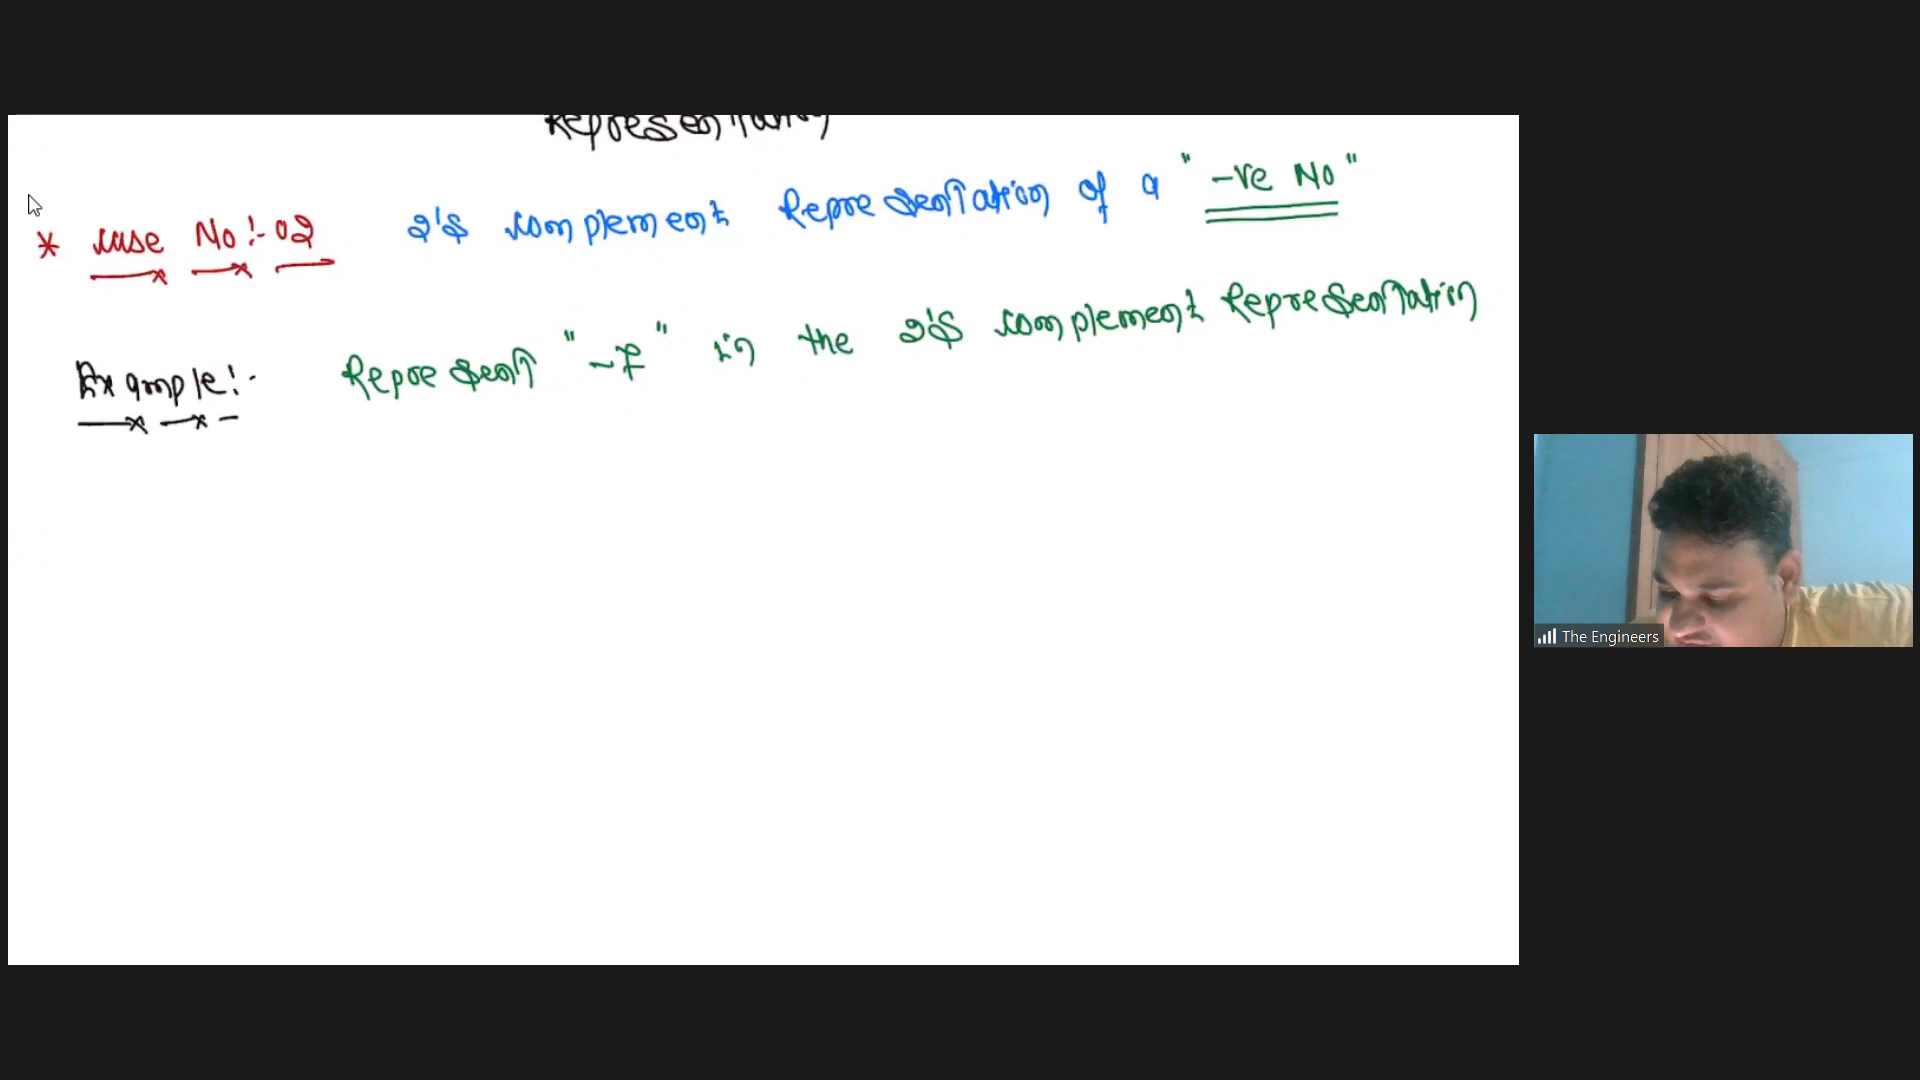 Representation
* Case No:- 02 2's complement Representation of a "-ve No"
Example:- Represent "-7" in the 2's complement Representation
The Engineers